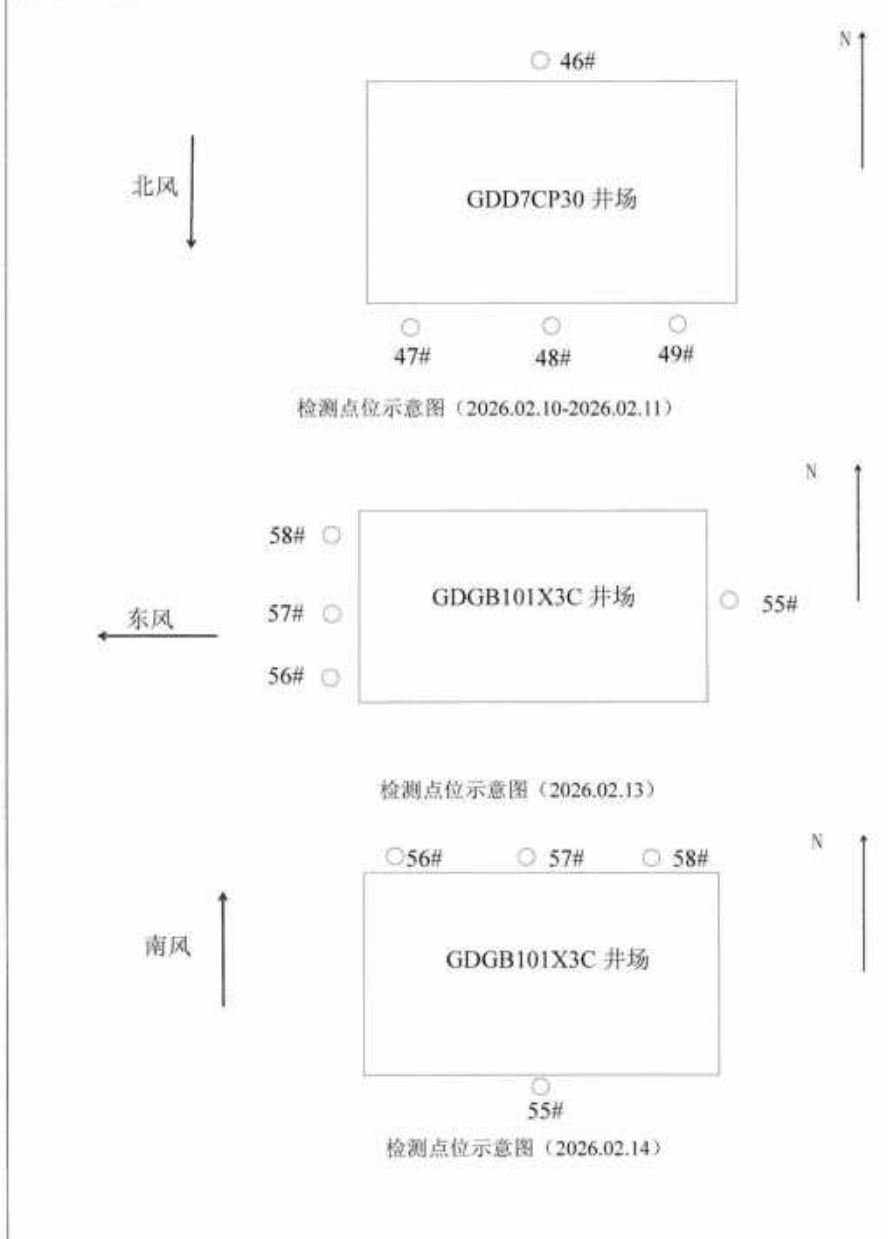 N
46#
北风
GDD7CP30 井场
47#
48#
49#
检测点位示意图（2026.02.10-2026.02.11）
N
58#
GDGB101X3C 井场
东风
57#
55#
56#
检测点位示意图（2026.02.13）
N
56#
57#
58#
南风
GDGB101X3C 井场
55#
检测点位示意图（2026.02.14）